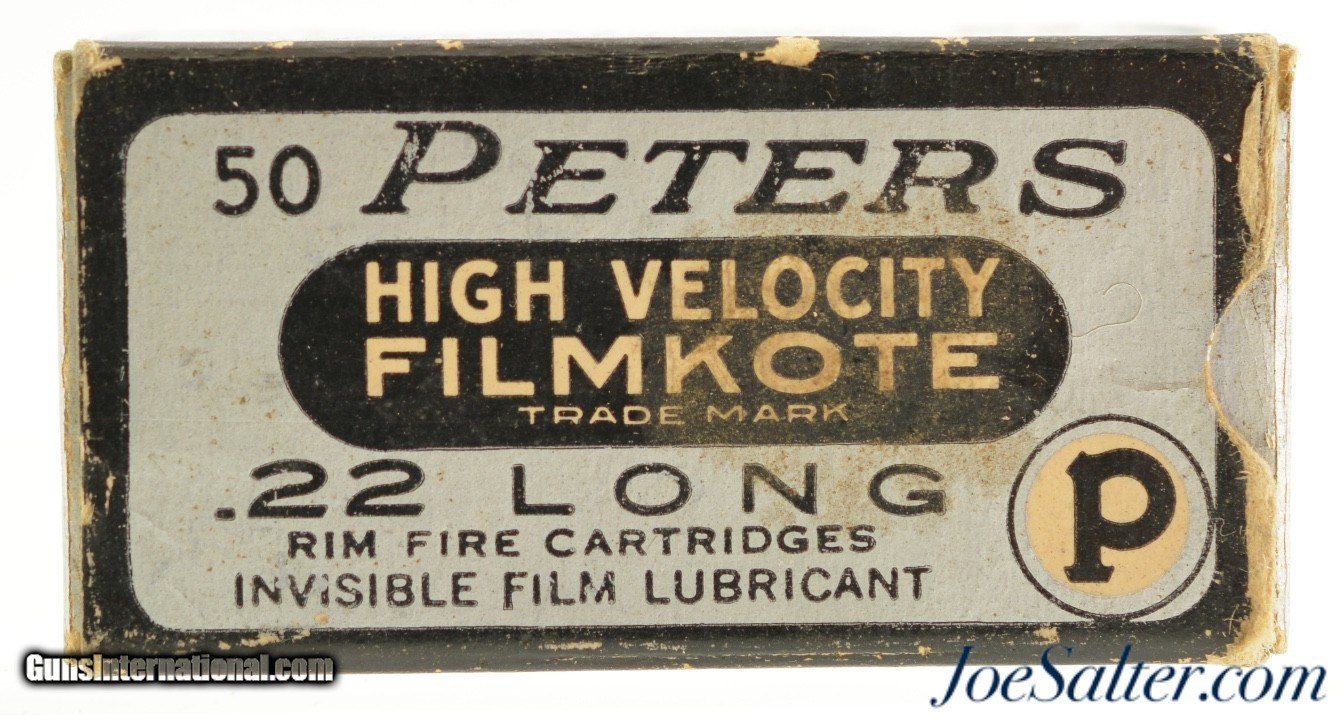 50 PETERS
HIGH VELOCITY
FILMKOTE
TRADE MARK
.22 LONG
RIM FIRE CARTRIDGES
INVISIBLE FILM LUBRICANT
P
GunsInternational.com
JoeSalter.com